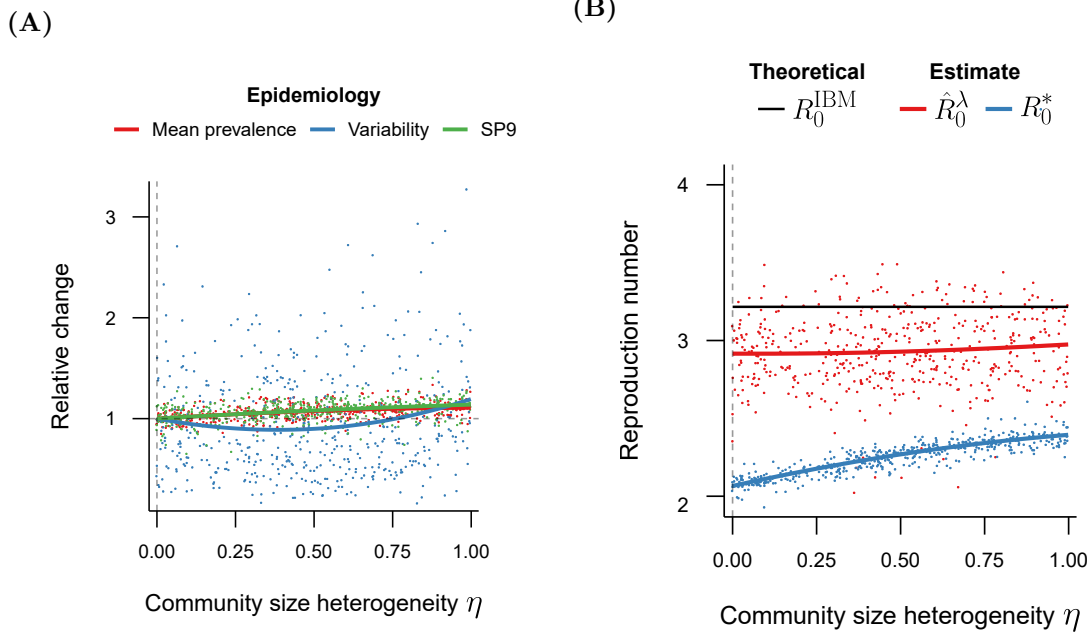 (A)
Epidemiology
Mean prevalence Variability SP9
3
2
1
Relative change
0.00 0.25 0.50 0.75 1.00
Community size heterogeneity η
(B)
Theoretical Estimate
R₀ᴵᴮᴹ R̂₀^λ R₀*
4
3
2
Reproduction number
0.00 0.25 0.50 0.75 1.00
Community size heterogeneity η